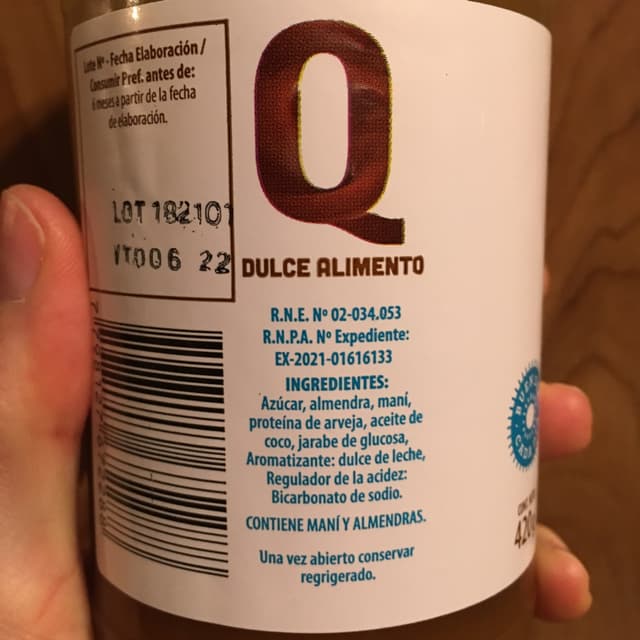 Lote Nº - Fecha Elaboración /
Consumir Pref. antes de:
6 meses a partir de la fecha
de elaboración.
LOT 182101
VT006 22
Q
DULCE ALIMENTO
R.N.E. Nº 02-034.053
R.N.P.A. Nº Expediente:
EX-2021-01616133
INGREDIENTES:
Azúcar, almendra, maní,
proteína de arveja, aceite de
coco, jarabe de glucosa,
Aromatizante: dulce de leche,
Regulador de la acidez:
Bicarbonato de sodio.
CONTIENE MANÍ Y ALMENDRAS.
Una vez abierto conservar
regrigerado.